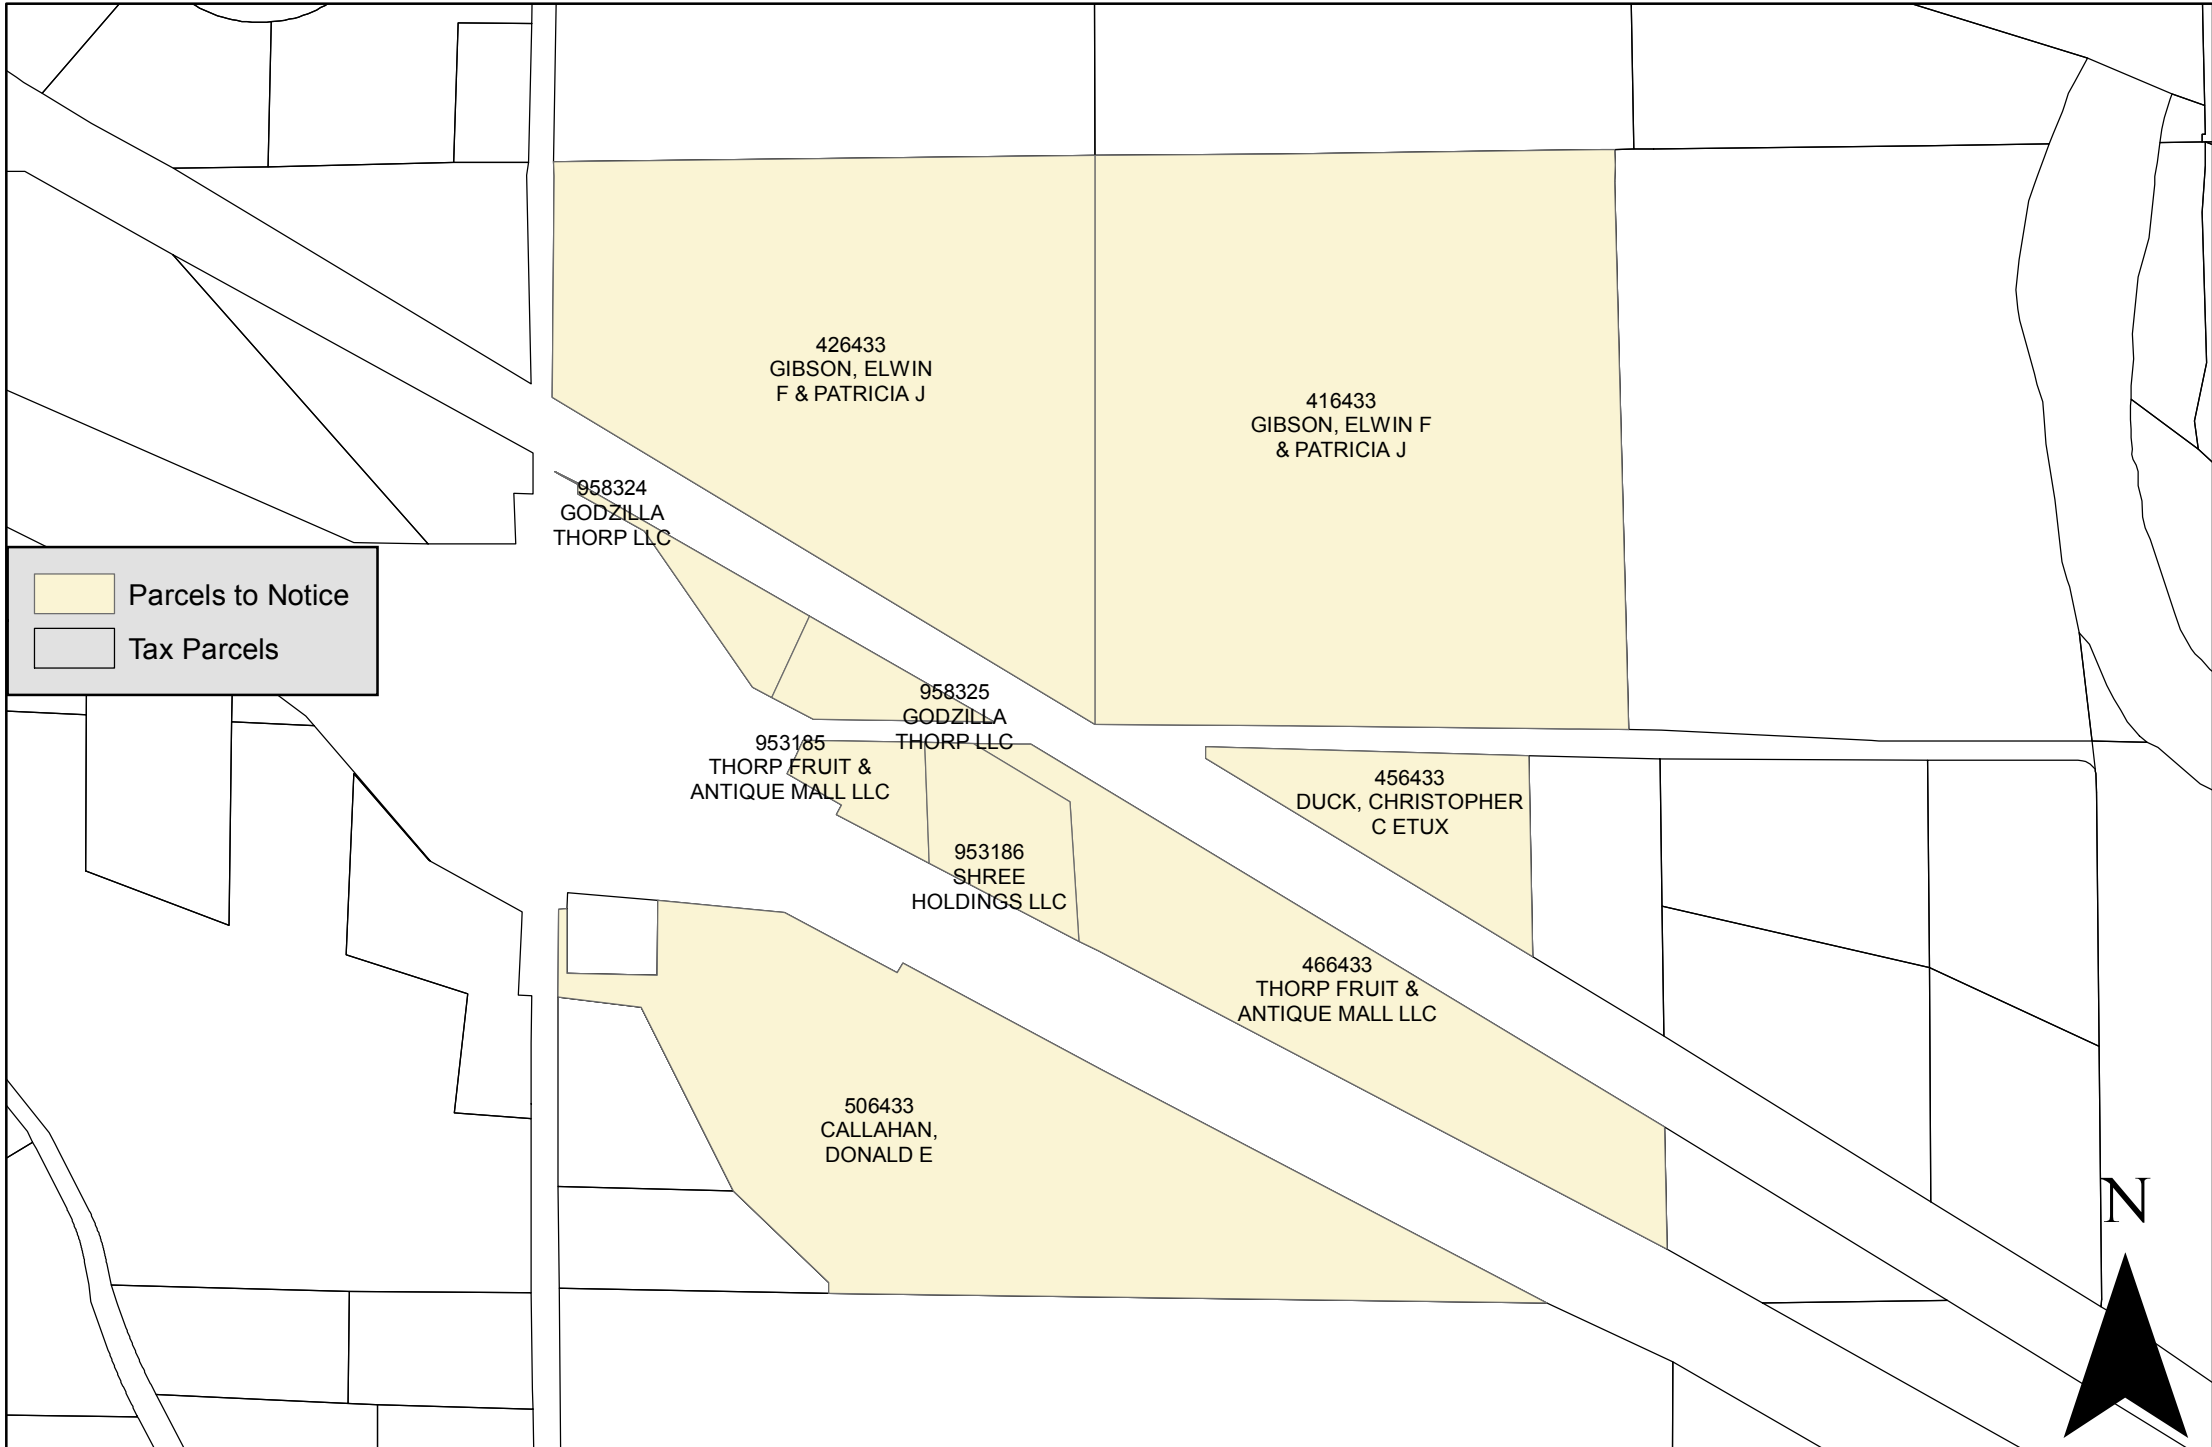 426433
GIBSON, ELWIN
F & PATRICIA J
416433
GIBSON, ELWIN F
& PATRICIA J
958324
GODZILLA
THORP LLC
Parcels to Notice
Tax Parcels
958325
GODZILLA
THORP LLC
953185
THORP FRUIT &
ANTIQUE MALL LLC
456433
DUCK, CHRISTOPHER
C ETUX
953186
SHREE
HOLDINGS LLC
466433
THORP FRUIT &
ANTIQUE MALL LLC
506433
CALLAHAN,
DONALD E
N